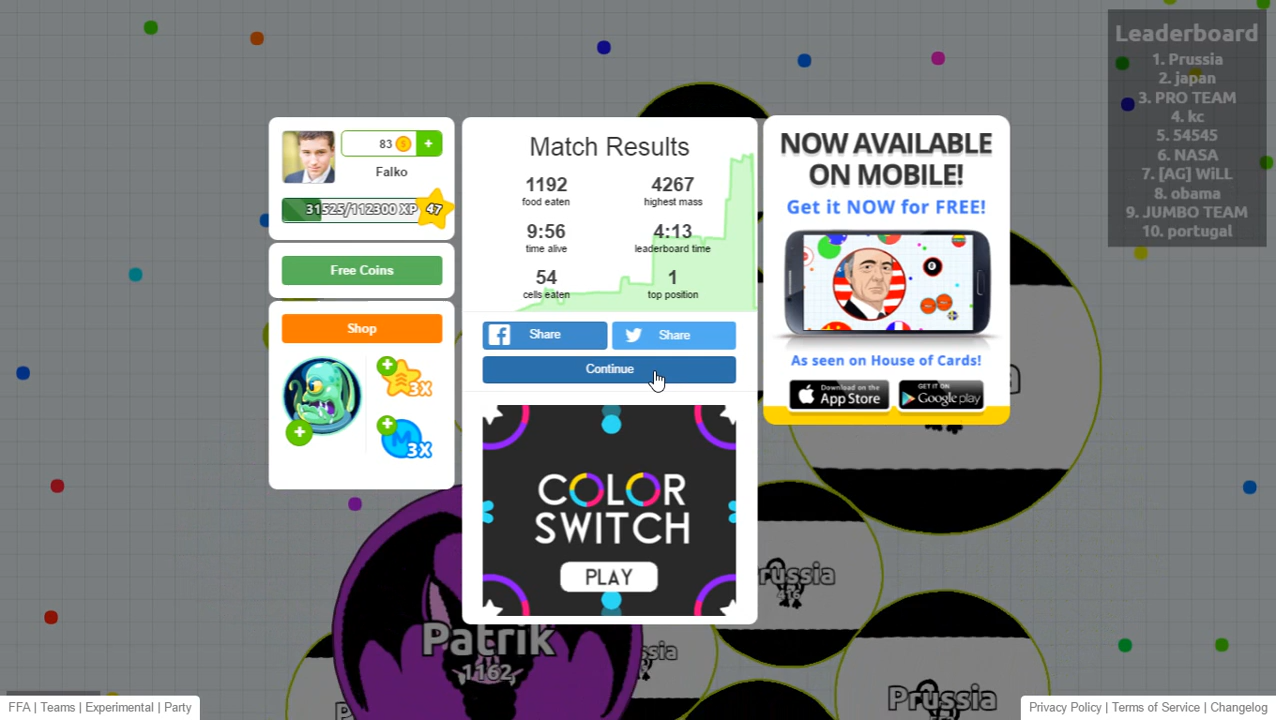 Leaderboard
1. Prussia
2. japan
3. PRO TEAM
4. kc
5. 54545
6. NASA
7. [AG] WiLL
8. obama
9. JUMBO TEAM
10. portugal
83
Falko
31525/112300 XP 47
Free Coins
Shop
3X
M 3X
Match Results
1192 4267
food eaten highest mass
9:56 4:13
time alive leaderboard time
54 1
cells eaten top position
Share Share
Continue
COLOR
SWITCH
PLAY
NOW AVAILABLE
ON MOBILE!
Get it NOW for FREE!
8
As seen on House of Cards!
Download on the
App Store
GET IT ON
Google play
Prussia
416
Patrik
1162
Prussia
FFA | Teams | Experimental | Party
Privacy Policy | Terms of Service | Changelog